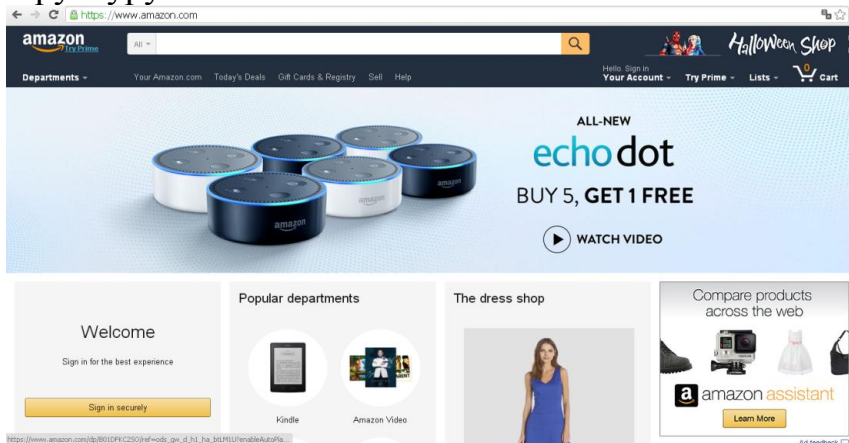 https://www.amazon.com
amazon
Try Prime
All
Halloween Shop
Departments
Your Amazon.com Today's Deals Gift Cards & Registry Sell Help
Hello. Sign in
Your Account
Try Prime
Lists
0
Cart
ALL-NEW
echo dot
BUY 5, GET 1 FREE
WATCH VIDEO
amazon
amazon
amazon
Welcome
Sign in for the best experience
Sign in securely
Popular departments
Kindle
Amazon Video
The dress shop
Compare products
across the web
a amazon assistant
Learn More
Ad feedback